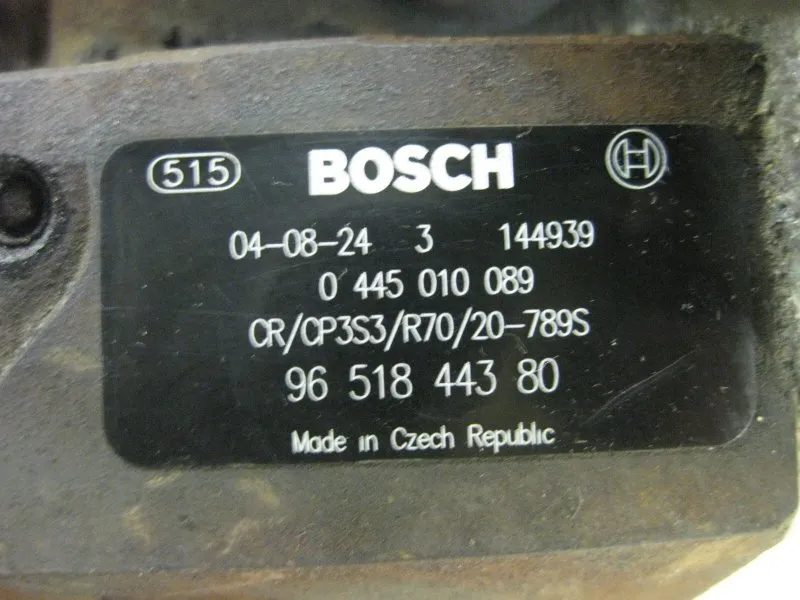 515 BOSCH
04-08-24 3 144939
0 445 010 089
CR/CP3S3/R70/20-789S
96 518 443 80
Made in Czech Republic